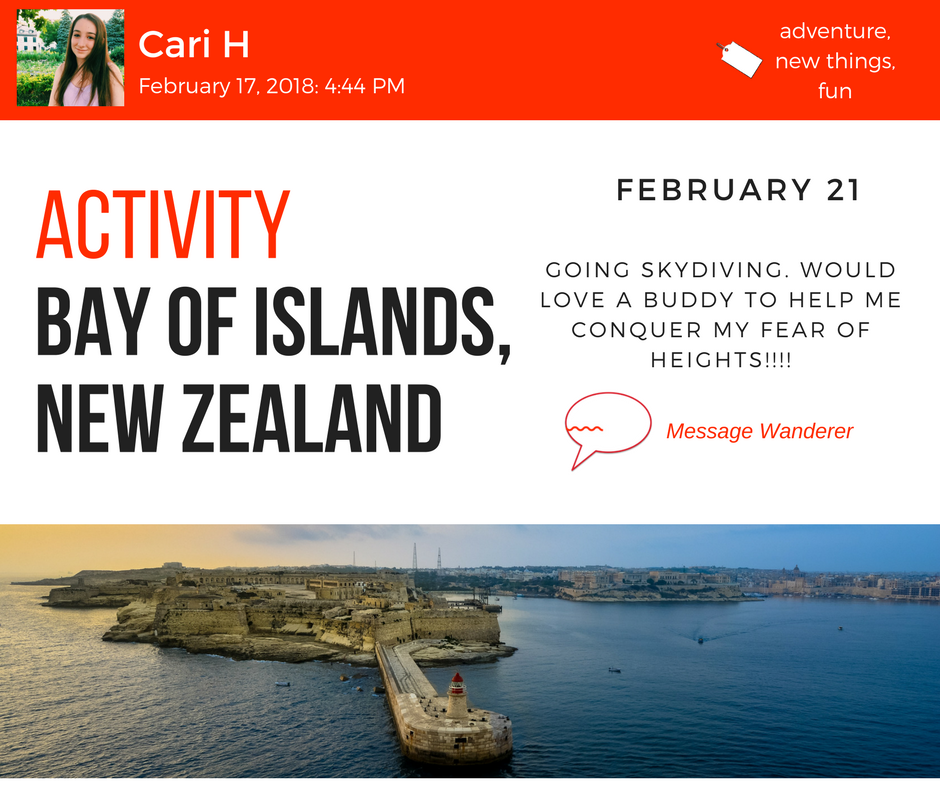 Cari H
February 17, 2018: 4:44 PM
adventure,
new things,
fun
ACTIVITY
BAY OF ISLANDS,
NEW ZEALAND
FEBRUARY 21
GOING SKYDIVING. WOULD
LOVE A BUDDY TO HELP ME
CONQUER MY FEAR OF
HEIGHTS!!!!
Message Wanderer